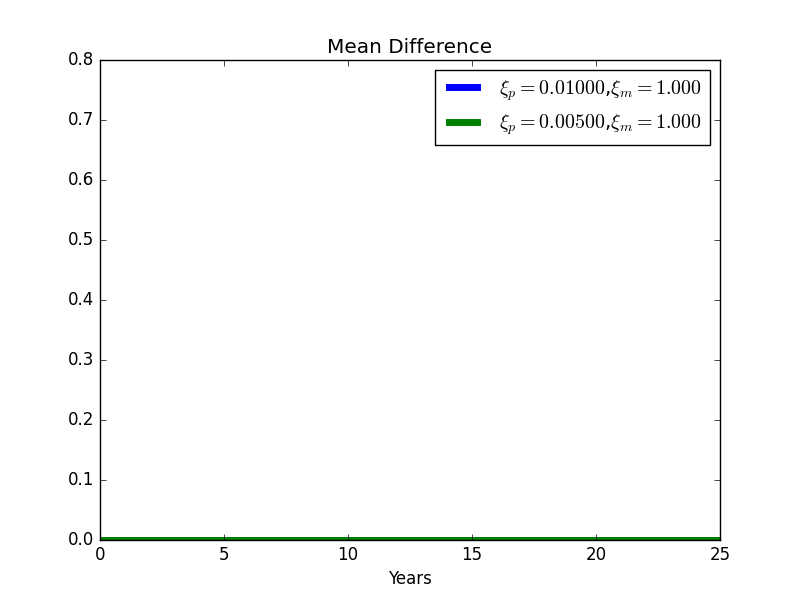 Mean Difference
0.8
0.7
0.6
0.5
0.4
0.3
0.2
0.1
0.0
ξ_p = 0.01000,ξ_m = 1.000
ξ_p = 0.00500,ξ_m = 1.000
0 5 10 15 20 25
Years